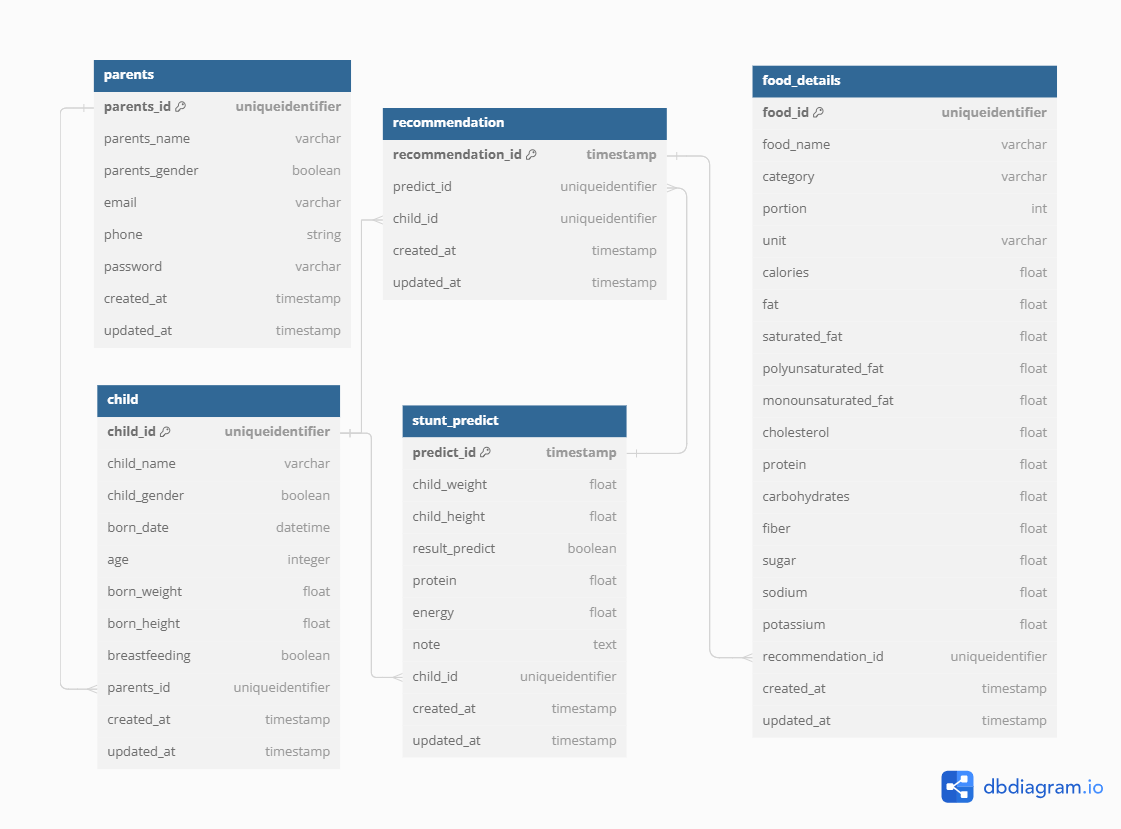 parents
parents_id uniqueidentifier
parents_name varchar
parents_gender boolean
email varchar
phone string
password varchar
created_at timestamp
updated_at timestamp
child
child_id uniqueidentifier
child_name varchar
child_gender boolean
born_date datetime
age integer
born_weight float
born_height float
breastfeeding boolean
parents_id uniqueidentifier
created_at timestamp
updated_at timestamp
recommendation
recommendation_id timestamp
predict_id uniqueidentifier
child_id uniqueidentifier
created_at timestamp
updated_at timestamp
stunt_predict
predict_id timestamp
child_weight float
child_height float
result_predict boolean
protein float
energy float
note text
child_id uniqueidentifier
created_at timestamp
updated_at timestamp
food_details
food_id uniqueidentifier
food_name varchar
category varchar
portion int
unit varchar
calories float
fat float
saturated_fat float
polyunsaturated_fat float
monounsaturated_fat float
cholesterol float
protein float
carbohydrates float
fiber float
sugar float
sodium float
potassium float
recommendation_id uniqueidentifier
created_at timestamp
updated_at timestamp
dbdiagram.io